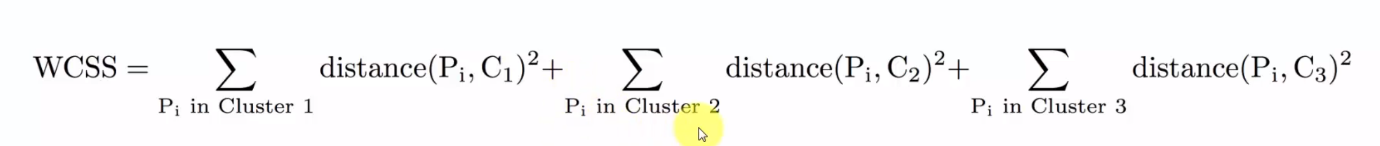 WCSS = ∑ distance(Pᵢ, C₁)² + ∑ distance(Pᵢ, C₂)² + ∑ distance(Pᵢ, C₃)²
Pᵢ in Cluster 1 Pᵢ in Cluster 2 Pᵢ in Cluster 3